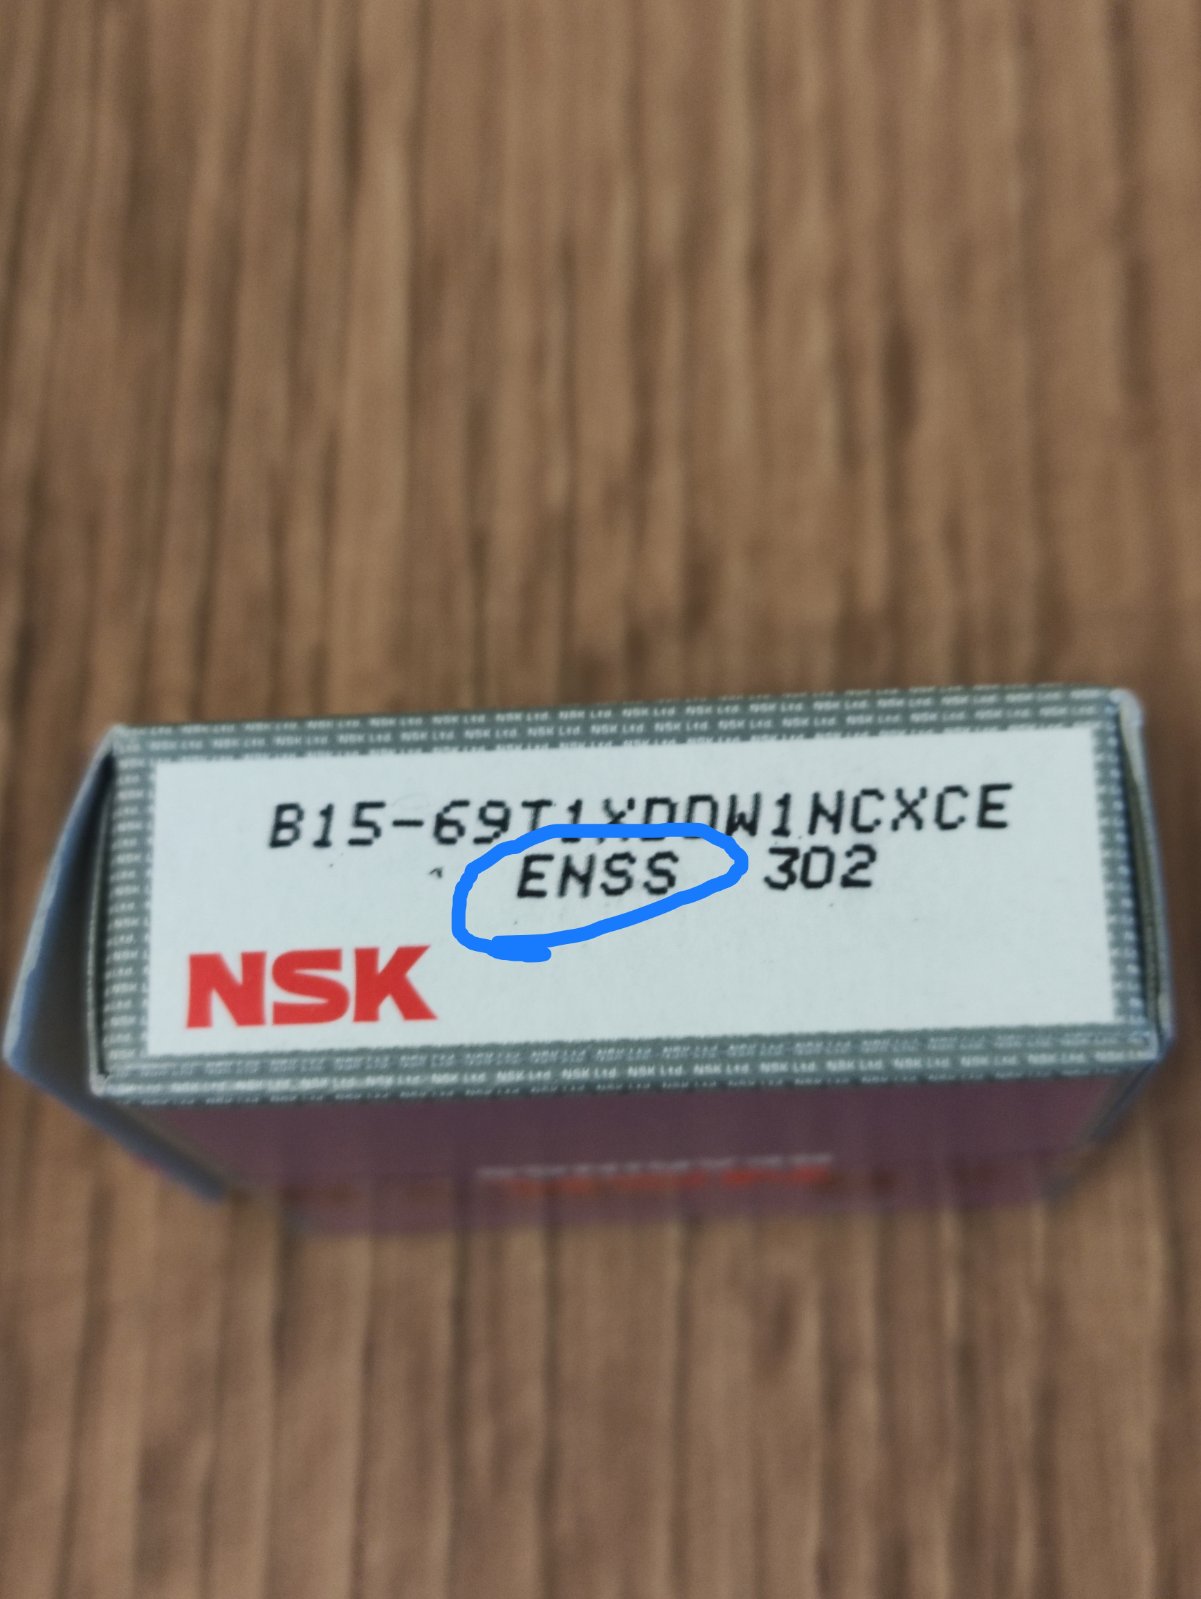 B15-69T1XDDW1NCXCE
ENSS 302
NSK